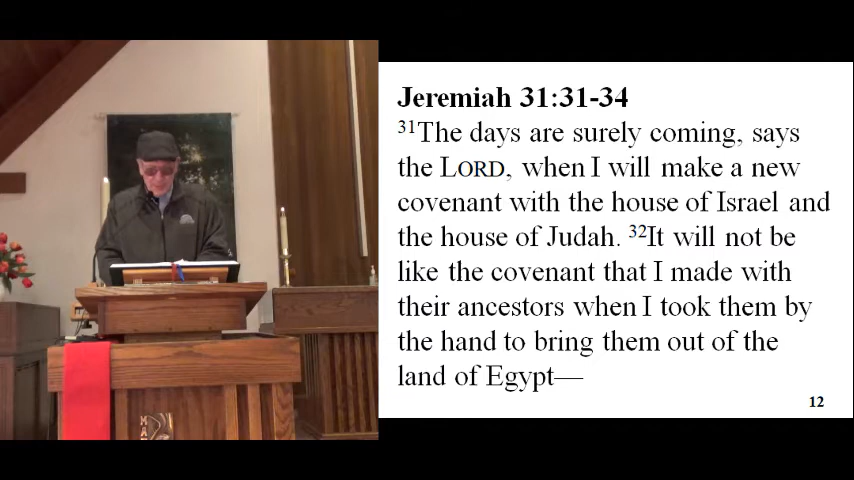 Jeremiah 31:31-34
31The days are surely coming, says
the LORD, when I will make a new
covenant with the house of Israel and
the house of Judah. 32It will not be
like the covenant that I made with
their ancestors when I took them by
the hand to bring them out of the
land of Egypt—
12